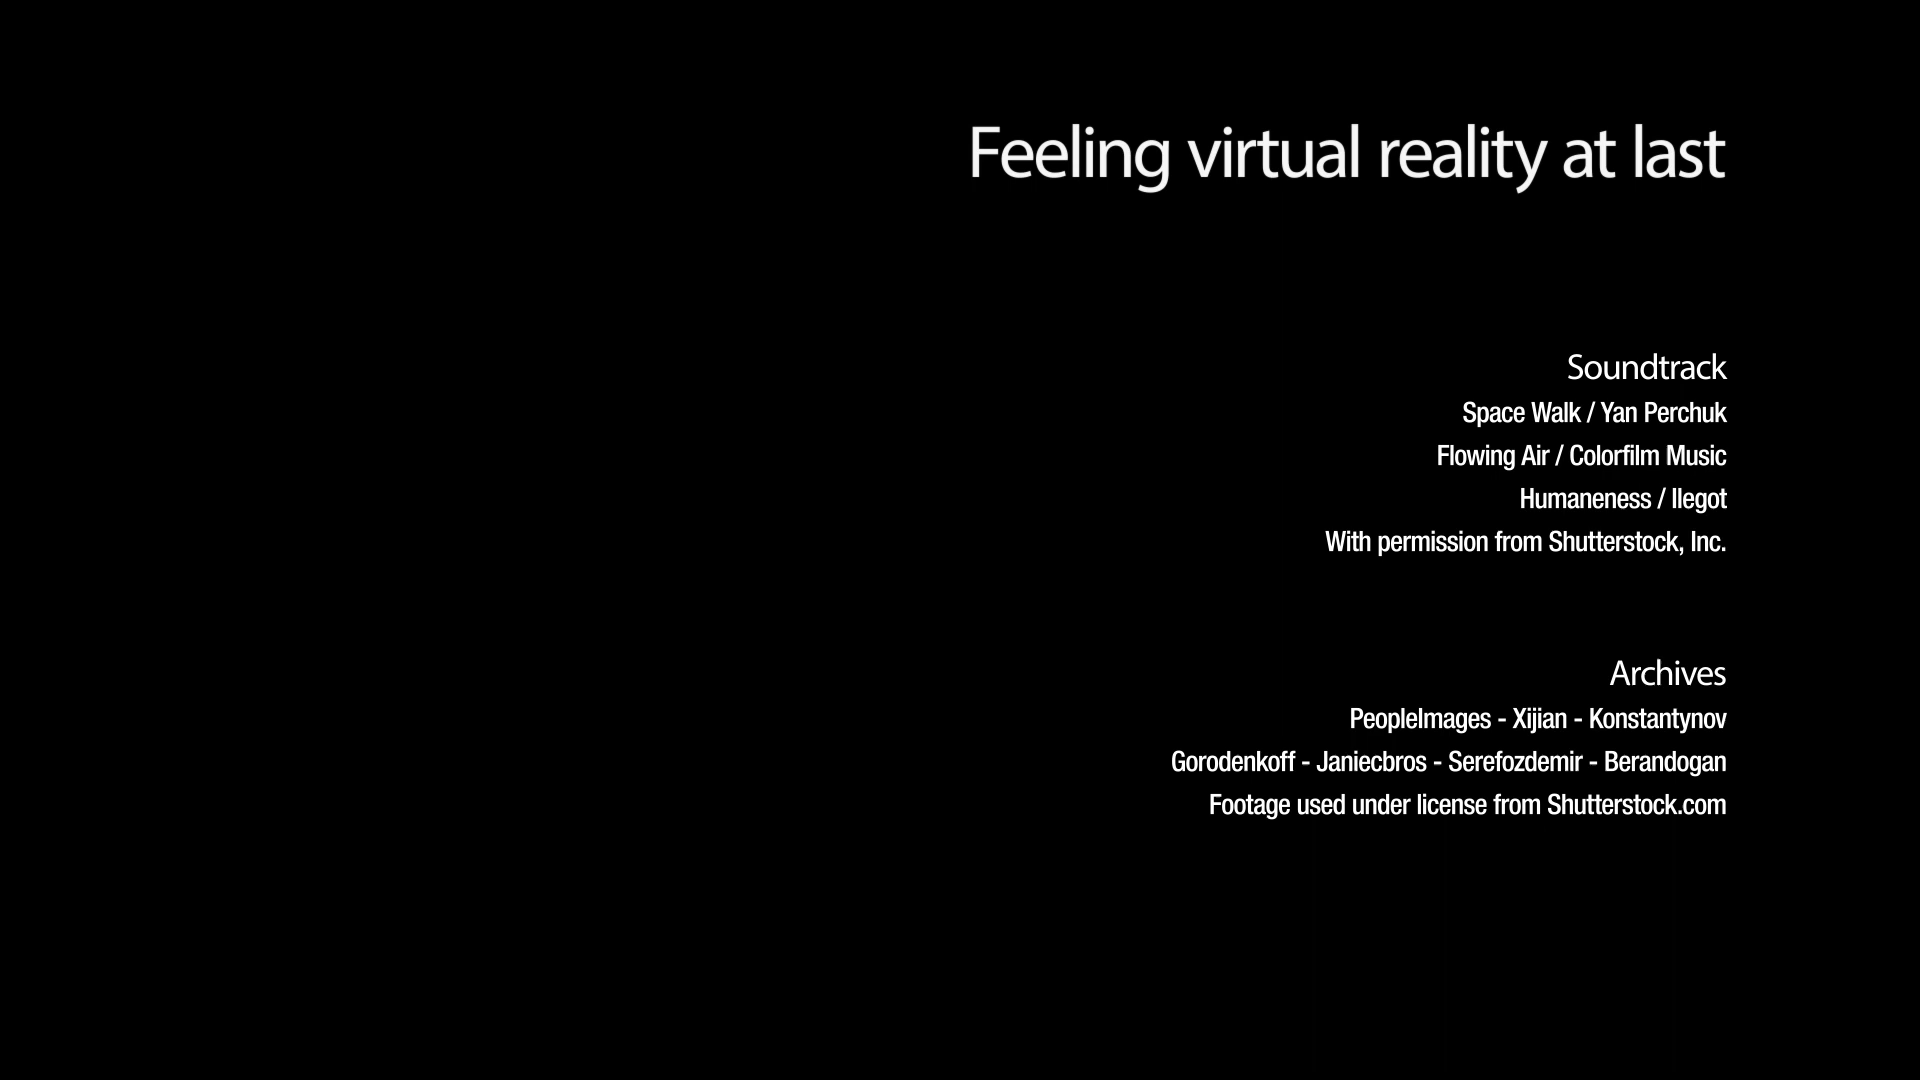 Feeling virtual reality at last
Soundtrack
Space Walk / Yan Perchuk
Flowing Air / Colorfilm Music
Humaneness / Ilegot
With permission from Shutterstock, Inc.
Archives
PeopleImages - Xijian - Konstantynov
Gorodenkoff - Janiecbros - Serefozdemir - Berandogan
Footage used under license from Shutterstock.com